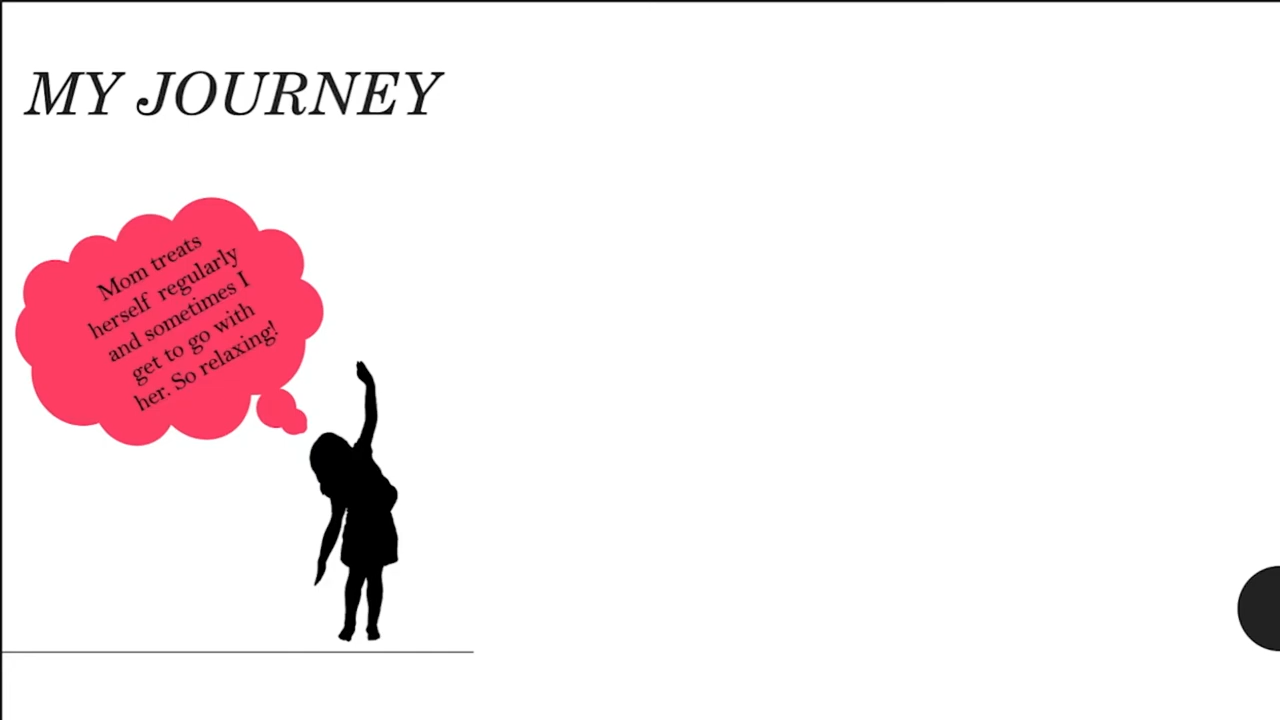 MY JOURNEY
Mom treats
herself regularly
and sometimes I
get to go with
her. So relaxing!